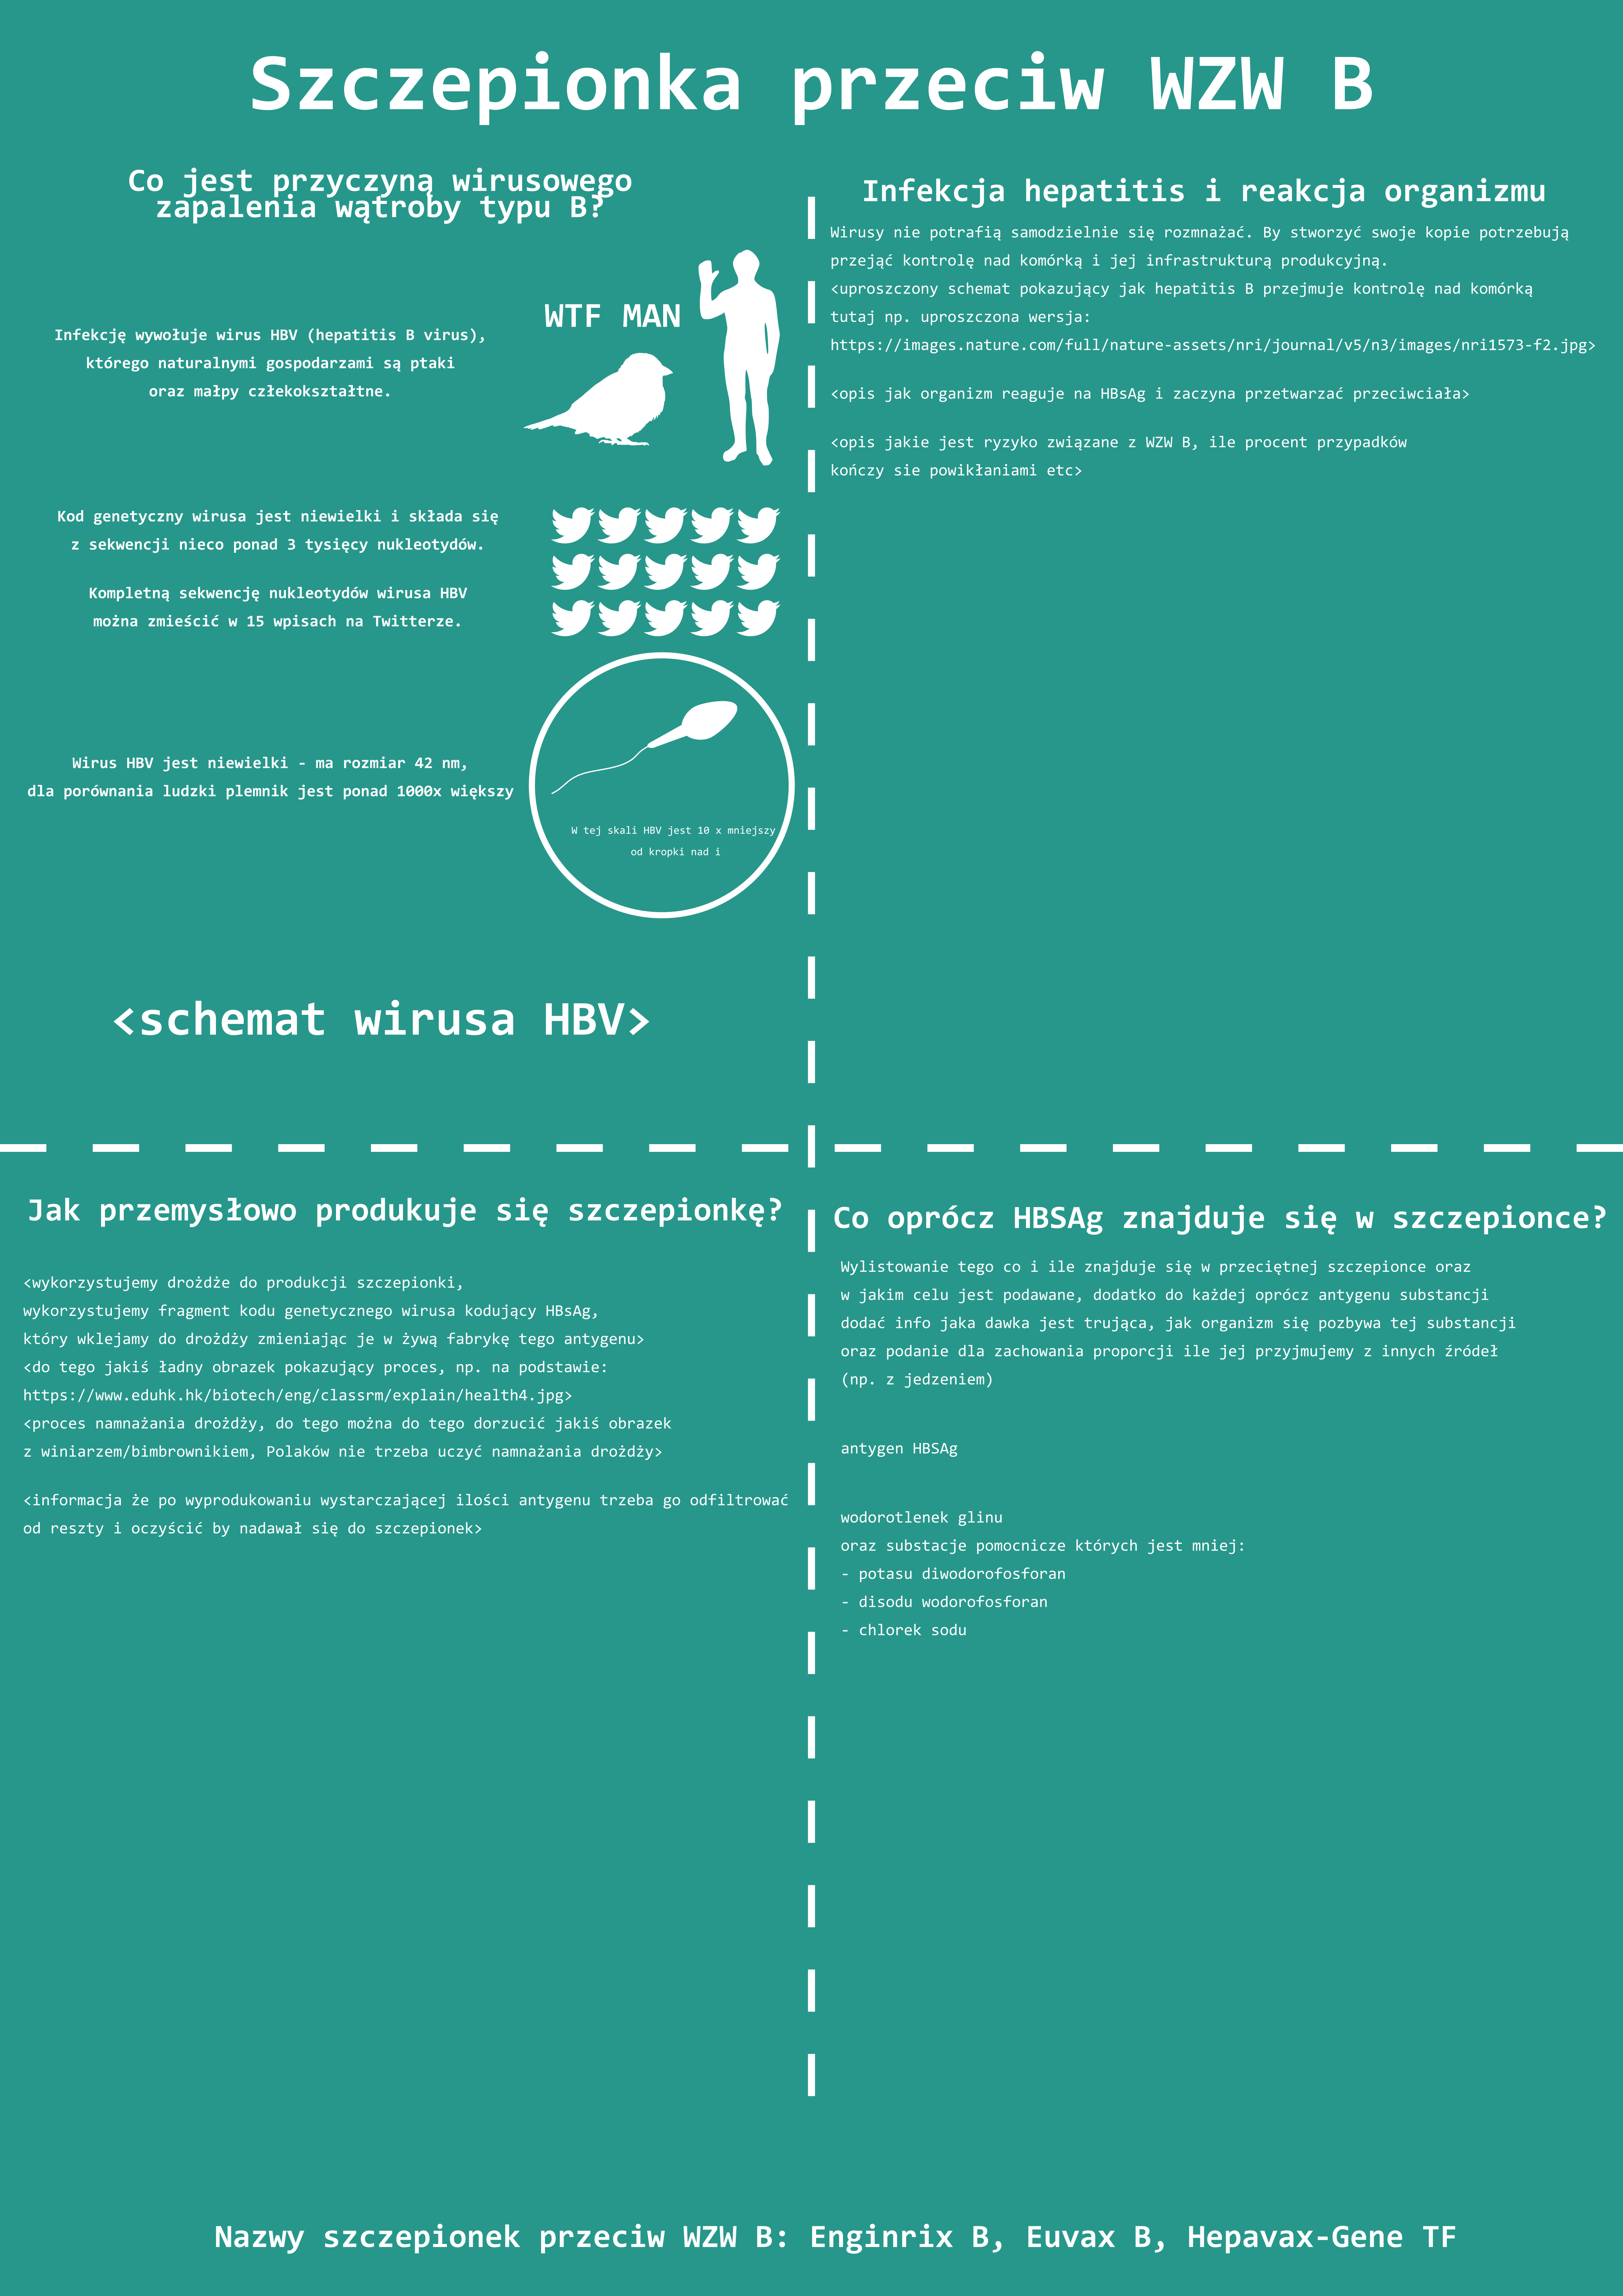 Szczepionka przeciw WZW B
Co jest przyczyną wirusowego
zapalenia wątroby typu B?
WTF MAN
Infekcję wywołuje wirus HBV (hepatitis B virus),
którego naturalnymi gospodarzami są ptaki
oraz małpy człekokształtne.
Kod genetyczny wirusa jest niewielki i składa się
z sekwencji nieco ponad 3 tysięcy nukleotydów.
Kompletną sekwencję nukleotydów wirusa HBV
można zmieścić w 15 wpisach na Twitterze.
Wirus HBV jest niewielki - ma rozmiar 42 nm,
dla porównania ludzki plemnik jest ponad 1000x większy
W tej skali HBV jest 10 x mniejszy
od kropki nad i
<schemat wirusa HBV>
Infekcja hepatitis i reakcja organizmu
Wirusy nie potrafią samodzielnie się rozmnażać. By stworzyć swoje kopie potrzebują
przejąć kontrolę nad komórką i jej infrastrukturą produkcyjną.
<uproszczony schemat pokazujący jak hepatitis B przejmuje kontrolę nad komórką
tutaj np. uproszczona wersja:
https://images.nature.com/full/nature-assets/nri/journal/v5/n3/images/nri1573-f2.jpg>
<opis jak organizm reaguje na HBsAg i zaczyna przetwarzać przeciwciała>
<opis jakie jest ryzyko związane z WZW B, ile procent przypadków
kończy sie powikłaniami etc>
Jak przemysłowo produkuje się szczepionkę?
<wykorzystujemy drożdże do produkcji szczepionki,
wykorzystujemy fragment kodu genetycznego wirusa kodujący HBsAg,
który wklejamy do drożdży zmieniając je w żywą fabrykę tego antygenu>
<do tego jakiś ładny obrazek pokazujący proces, np. na podstawie:
https://www.eduhk.hk/biotech/eng/classrm/explain/health4.jpg>
<proces namnażania drożdży, do tego można do tego dorzucić jakiś obrazek
z winiarzem/bimbrownikiem, Polaków nie trzeba uczyć namnażania drożdży>
<informacja że po wyprodukowaniu wystarczającej ilości antygenu trzeba go odfiltrować
od reszty i oczyścić by nadawał się do szczepionek>
Co oprócz HBSAg znajduje się w szczepionce?
Wylistowanie tego co i ile znajduje się w przeciętnej szczepionce oraz
w jakim celu jest podawane, dodatko do każdej oprócz antygenu substancji
dodać info jaka dawka jest trująca, jak organizm się pozbywa tej substancji
oraz podanie dla zachowania proporcji ile jej przyjmujemy z innych źródeł
(np. z jedzeniem)
antygen HBSAg
wodorotlenek glinu
oraz substacje pomocnicze których jest mniej:
- potasu diwodorofosforan
- disodu wodorofosforan
- chlorek sodu
Nazwy szczepionek przeciw WZW B: Enginrix B, Euvax B, Hepavax-Gene TF